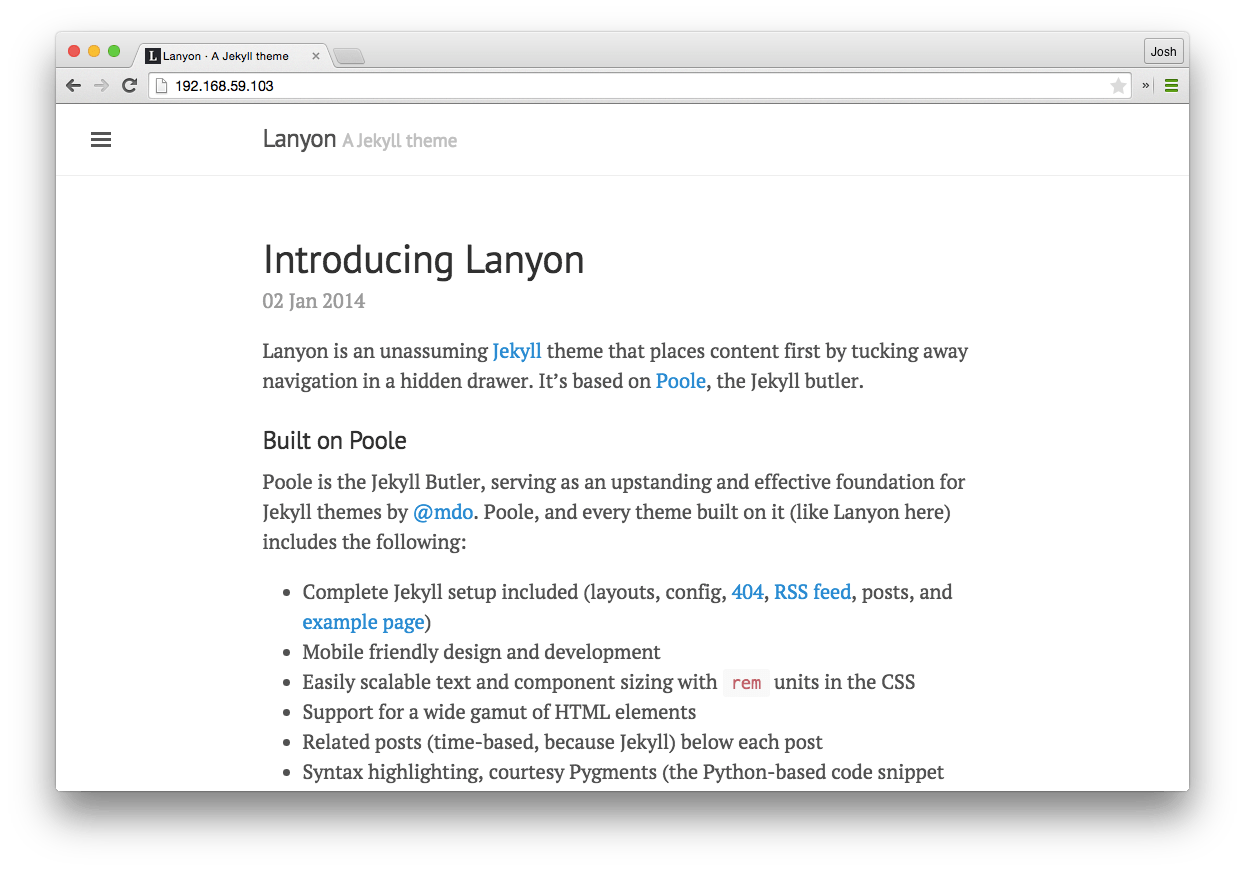 L Lanyon · A Jekyll theme ×
Josh
192.168.59.103 »
Lanyon A Jekyll theme
Introducing Lanyon
02 Jan 2014
Lanyon is an unassuming Jekyll theme that places content first by tucking away
navigation in a hidden drawer. It’s based on Poole, the Jekyll butler.
Built on Poole
Poole is the Jekyll Butler, serving as an upstanding and effective foundation for
Jekyll themes by @mdo. Poole, and every theme built on it (like Lanyon here)
includes the following:
• Complete Jekyll setup included (layouts, config, 404, RSS feed, posts, and
example page)
• Mobile friendly design and development
• Easily scalable text and component sizing with rem units in the CSS
• Support for a wide gamut of HTML elements
• Related posts (time-based, because Jekyll) below each post
• Syntax highlighting, courtesy Pygments (the Python-based code snippet